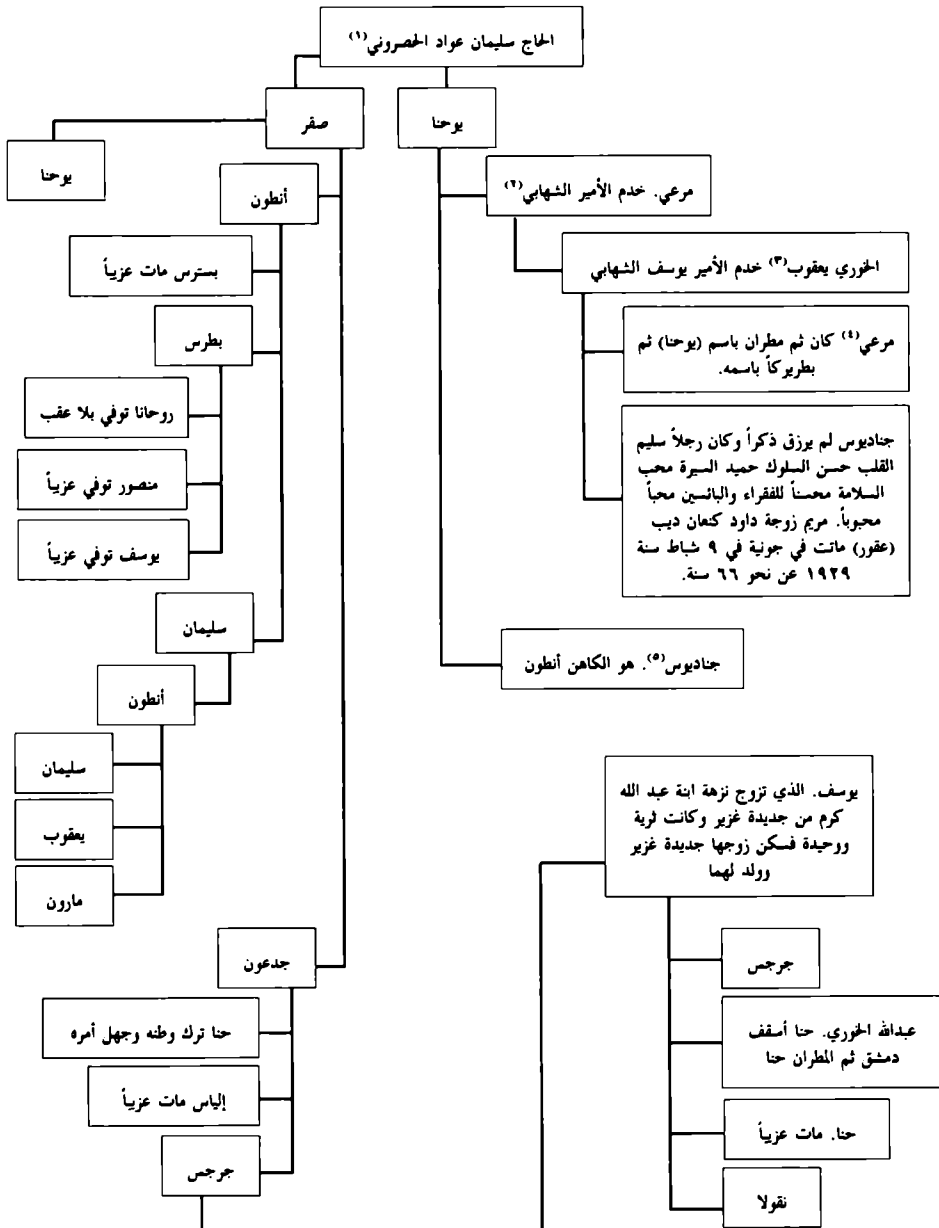 الحاج سليمان عواد الحصروني(١)
يوحنا
صقر
يوحنا
مرعي. خدم الأمير الشهابي(٢)
الخوري يعقوب(٣) خدم الأمير يوسف الشهابي
مرعي(٤) كان ثم مطران باسم (يوحنا) ثم
بطريركاً باسمه.
جناديوس لم يرزق ذكراً وكان رجلاً سليم
القلب حسن السلوك حميد السيرة محب
السلامة محسناً للفقراء والبائسين محباً
محبوباً. مريم زوجة داود كنعان ديب
(عقور) ماتت في جونية في ٩ شباط سنة
١٩٢٩ عن نحو ٦٦ سنة.
جناديوس(٥). هو الكاهن أنطون
أنطون
بسترس مات عزيباً
بطرس
روحانا توفي بلا عقب
منصور توفي عزيباً
يوسف توفي عزيباً
سليمان
أنطون
سليمان
يعقوب
مارون
جدعون
حنا ترك وطنه وجهل أمره
إلياس مات عزيباً
جرجس
يوسف. الذي تزوج نزهة ابنة عبد الله
كرم من جديدة غزير وكانت ثرية
ووحيدة فسكن زوجها جديدة غزير
وولد لهما
جرجس
عبدالله الخوري. حنا أسقف
دمشق ثم المطران حنا
حنا. مات عزيباً
نقولا